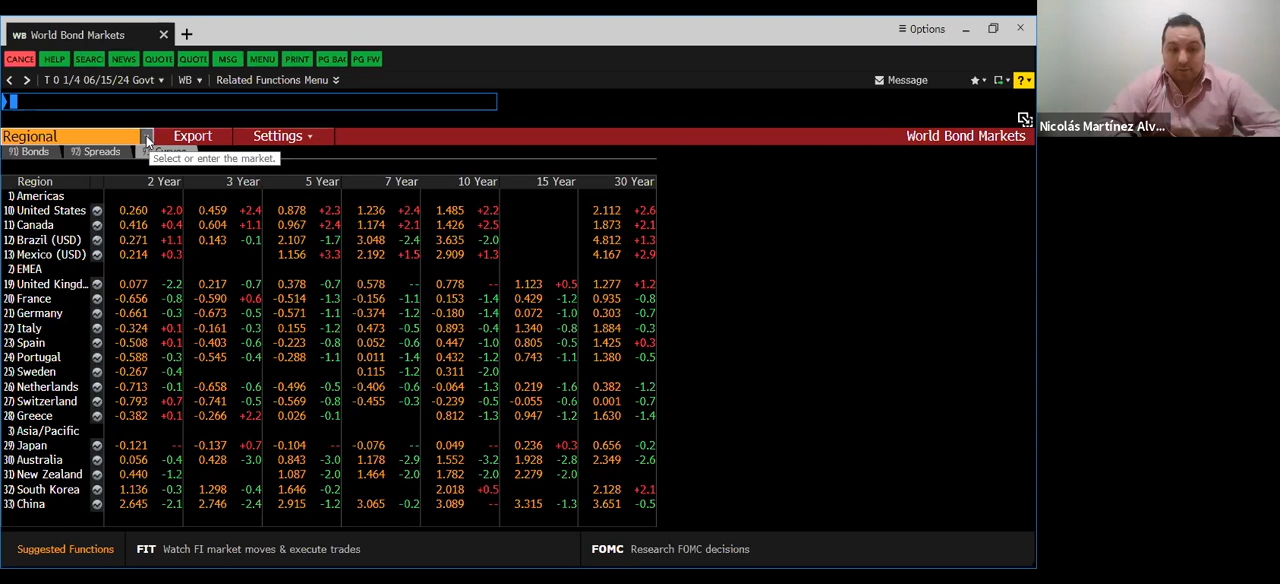 WB World Bond Markets × +
Options
CANCE HELP SEARC NEWS QUOTE QUOTE MSG MENU PRINT PG BAC PG FW
< > T 0 1/4 06/15/24 Govt WB Related Functions Menu Message ?
Regional Export Settings World Bond Markets
91) Bonds 92) Spreads Curves
Select or enter the market.
Region 2 Year 3 Year 5 Year 7 Year 10 Year 15 Year 30 Year
1) Americas
10) United States 0.260 +2.0 0.459 +2.4 0.878 +2.3 1.236 +2.4 1.485 +2.2 2.112 +2.6
11) Canada 0.416 +0.4 0.604 +1.1 0.967 +2.4 1.174 +2.1 1.426 +2.5 1.873 +2.1
12) Brazil (USD) 0.271 +1.1 0.143 -0.1 2.107 -1.7 3.048 -2.4 3.635 -2.0 4.812 +1.3
13) Mexico (USD) 0.214 +0.3 1.156 +3.3 2.192 +1.5 2.909 +1.3 4.167 +2.9
2) EMEA
19) United Kingd... 0.077 -2.2 0.217 -0.7 0.378 -0.7 0.578 -- 0.778 -- 1.123 +0.5 1.277 +1.2
20) France -0.656 -0.8 -0.590 +0.6 -0.514 -1.3 -0.156 -1.1 0.153 -1.4 0.429 -1.2 0.935 -0.8
21) Germany -0.661 -0.3 -0.673 -0.5 -0.571 -1.1 -0.374 -1.2 -0.180 -1.4 0.072 -1.0 0.303 -0.7
22) Italy -0.324 +0.1 -0.161 -0.3 0.155 -1.2 0.473 -0.5 0.893 -0.4 1.340 -0.8 1.884 -0.3
23) Spain -0.508 +0.1 -0.403 -0.6 -0.223 -0.8 0.052 -0.6 0.447 -1.0 0.805 -0.5 1.425 +0.3
24) Portugal -0.588 -0.3 -0.545 -0.4 -0.288 -1.1 0.011 -1.4 0.432 -1.2 0.743 -1.1 1.380 -0.5
25) Sweden -0.267 -0.4 0.115 -1.2 0.311 -2.0
26) Netherlands -0.713 -0.1 -0.658 -0.6 -0.496 -0.5 -0.406 -0.6 -0.064 -1.3 0.219 -1.6 0.382 -1.2
27) Switzerland -0.793 +0.7 -0.741 -0.5 -0.569 -0.8 -0.455 -0.3 -0.239 -0.5 -0.055 -0.6 0.001 -0.7
28) Greece -0.382 +0.1 -0.266 +2.2 0.026 -0.1 0.812 -1.3 0.947 -1.2 1.630 -1.4
3) Asia/Pacific
29) Japan -0.121 -- -0.137 +0.7 -0.104 -- -0.076 -- 0.049 -- 0.236 +0.3 0.656 -0.2
30) Australia 0.056 -0.4 0.428 -3.0 0.843 -3.0 1.178 -2.9 1.552 -3.2 1.928 -2.8 2.349 -2.6
31) New Zealand 0.440 -1.2 1.087 -2.0 1.464 -2.0 1.782 -2.0 2.279 -2.0
32) South Korea 1.136 -0.3 1.298 -0.4 1.646 -0.2 2.018 +0.5 2.128 +2.1
33) China 2.645 -2.1 2.746 -2.4 2.915 -1.2 3.065 -0.2 3.089 -- 3.315 -1.3 3.651 -0.5
Suggested Functions FIT Watch FI market moves & execute trades FOMC Research FOMC decisions
Nicolás Martínez Alv...